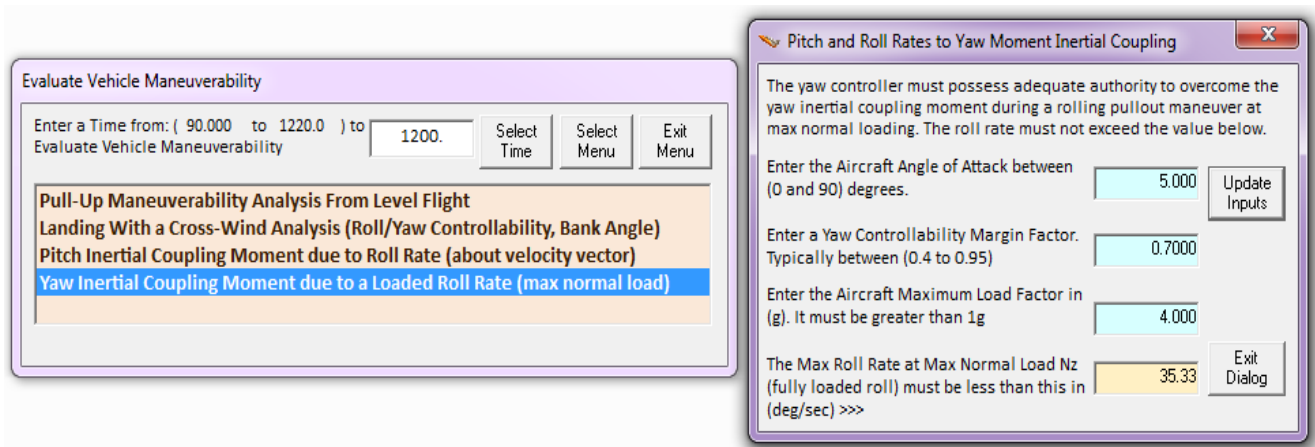 Evaluate Vehicle Maneuverability
Enter a Time from: ( 90.000 to 1220.0 ) to
Evaluate Vehicle Maneuverability
1200.
Select
Time
Select
Menu
Exit
Menu
Pull-Up Maneuverability Analysis From Level Flight
Landing With a Cross-Wind Analysis (Roll/Yaw Controllability, Bank Angle)
Pitch Inertial Coupling Moment due to Roll Rate (about velocity vector)
Yaw Inertial Coupling Moment due to a Loaded Roll Rate (max normal load)
Pitch and Roll Rates to Yaw Moment Inertial Coupling
The yaw controller must possess adequate authority to overcome the
yaw inertial coupling moment during a rolling pullout maneuver at
max normal loading. The roll rate must not exceed the value below.
Enter the Aircraft Angle of Attack between
(0 and 90) degrees.
5.000
Update
Inputs
Enter a Yaw Controllability Margin Factor.
Typically between (0.4 to 0.95)
0.7000
Enter the Aircraft Maximum Load Factor in
(g). It must be greater than 1g
4.000
The Max Roll Rate at Max Normal Load Nz
(fully loaded roll) must be less than this in
(deg/sec) >>>
35.33
Exit
Dialog